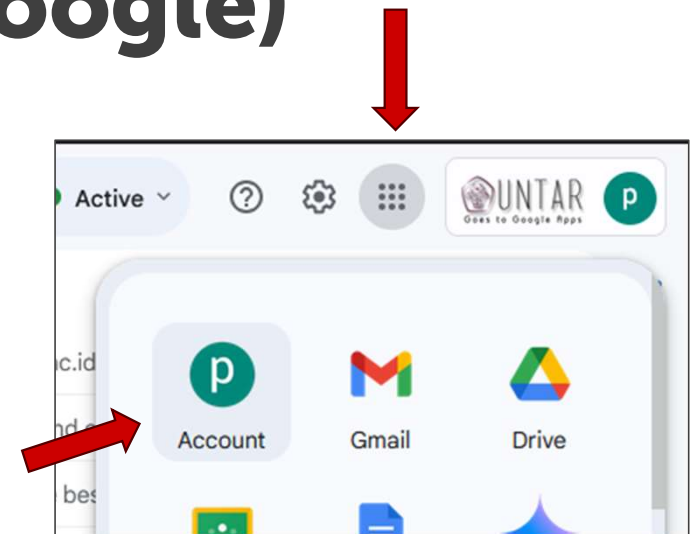 oogle)
Active
UNTAR
Goes to Google Apps
p
p
Account
Gmail
Drive
c.id
nd
bes